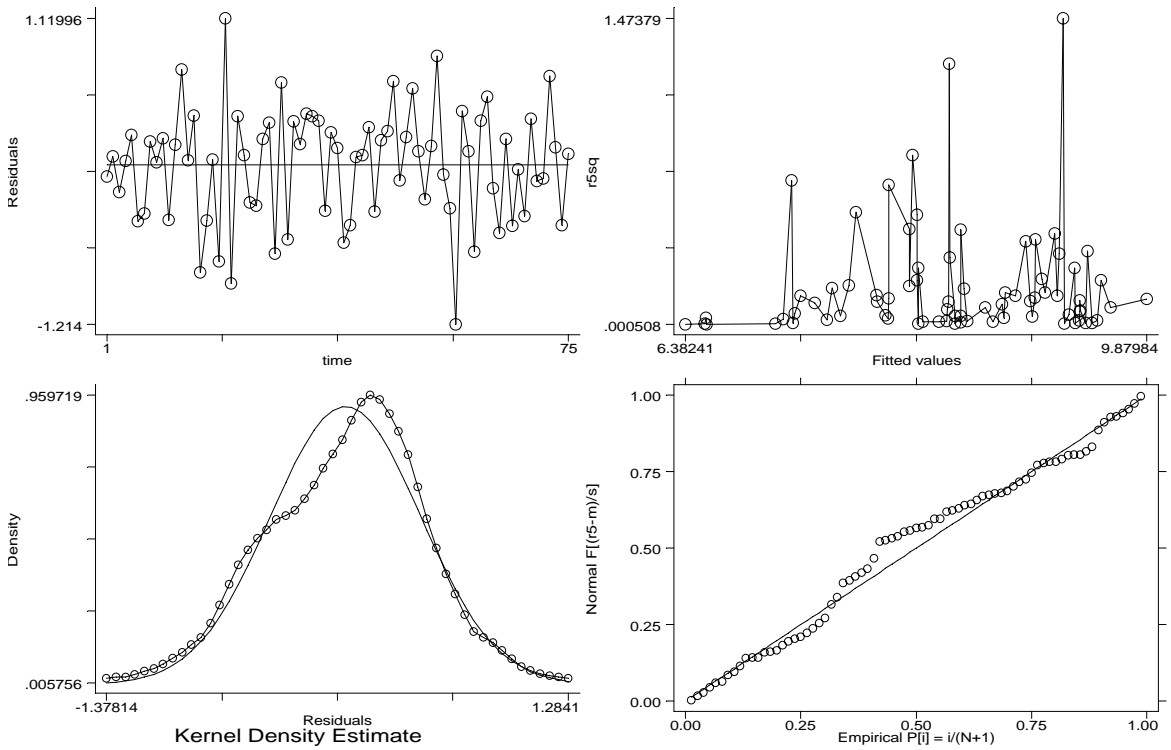 1.11996
Residuals
-1.214
1
75
time
1.47379
r5sq
.000508
6.38241
9.87984
Fitted values
.959719
Density
.005756
-1.37814
1.2841
Residuals
Kernel Density Estimate
1.00
0.75
0.50
0.25
0.00
Normal F[(r5-m)/s]
0.00
0.25
0.50
0.75
1.00
Empirical P[i] = i/(N+1)